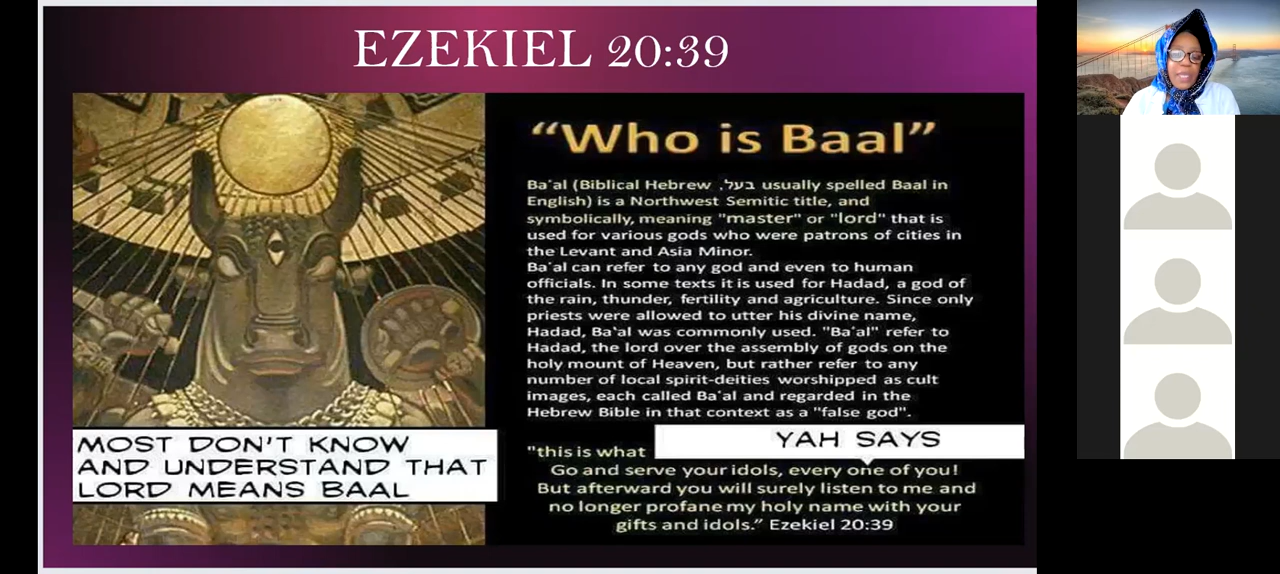 EZEKIEL 20:39
"Who is Baal"
Ba'al (Biblical Hebrew בעל, usually spelled Baal in
English) is a Northwest Semitic title, and
symbolically, meaning "master" or "lord" that is
used for various gods who were patrons of cities in
the Levant and Asia Minor.
Ba'al can refer to any god and even to human
officials. In some texts it is used for Hadad, a god of
the rain, thunder, fertility and agriculture. Since only
priests were allowed to utter his divine name,
Hadad, Ba'al was commonly used. "Ba'al" refer to
Hadad, the lord over the assembly of gods on the
holy mount of Heaven, but rather refer to any
number of local spirit-deities worshipped as cult
images, each called Ba'al and regarded in the
Hebrew Bible in that context as a "false god".
"this is what YAH SAYS
Go and serve your idols, every one of you!
But afterward you will surely listen to me and
no longer profane my holy name with your
gifts and idols." Ezekiel 20:39
MOST DON'T KNOW
AND UNDERSTAND THAT
LORD MEANS BAAL